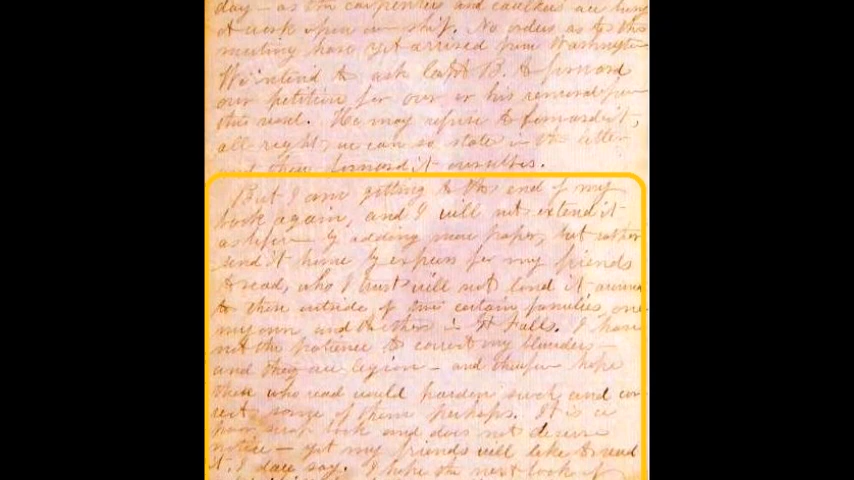 day - as the carpenters and caulkers are
at work upon our ship. No orders as to this
meeting have yet arrived from Washington
We intend to ask Capt B. to forward
our petition for our or his removal from
this vessel. He may refuse to forward it,
all right, we can so state in the letter
and then forward it ourselves.
But I am getting to the end of my
book again, and I will not extend it
as before by adding more paper, but rather
send it home by express for my friends
to read, who I trust will not lend it around
to those outside of two certain families, one
my own and the other in Falls. I have
not the patience to correct my blunders -
and they are legion - and therefore hope
those who read would pardon such, and cor-
rect some of them perhaps. It is a
poor scrap book and does not deserve
notice - yet my friends will like to read
it, I dare say. I hope the next book of